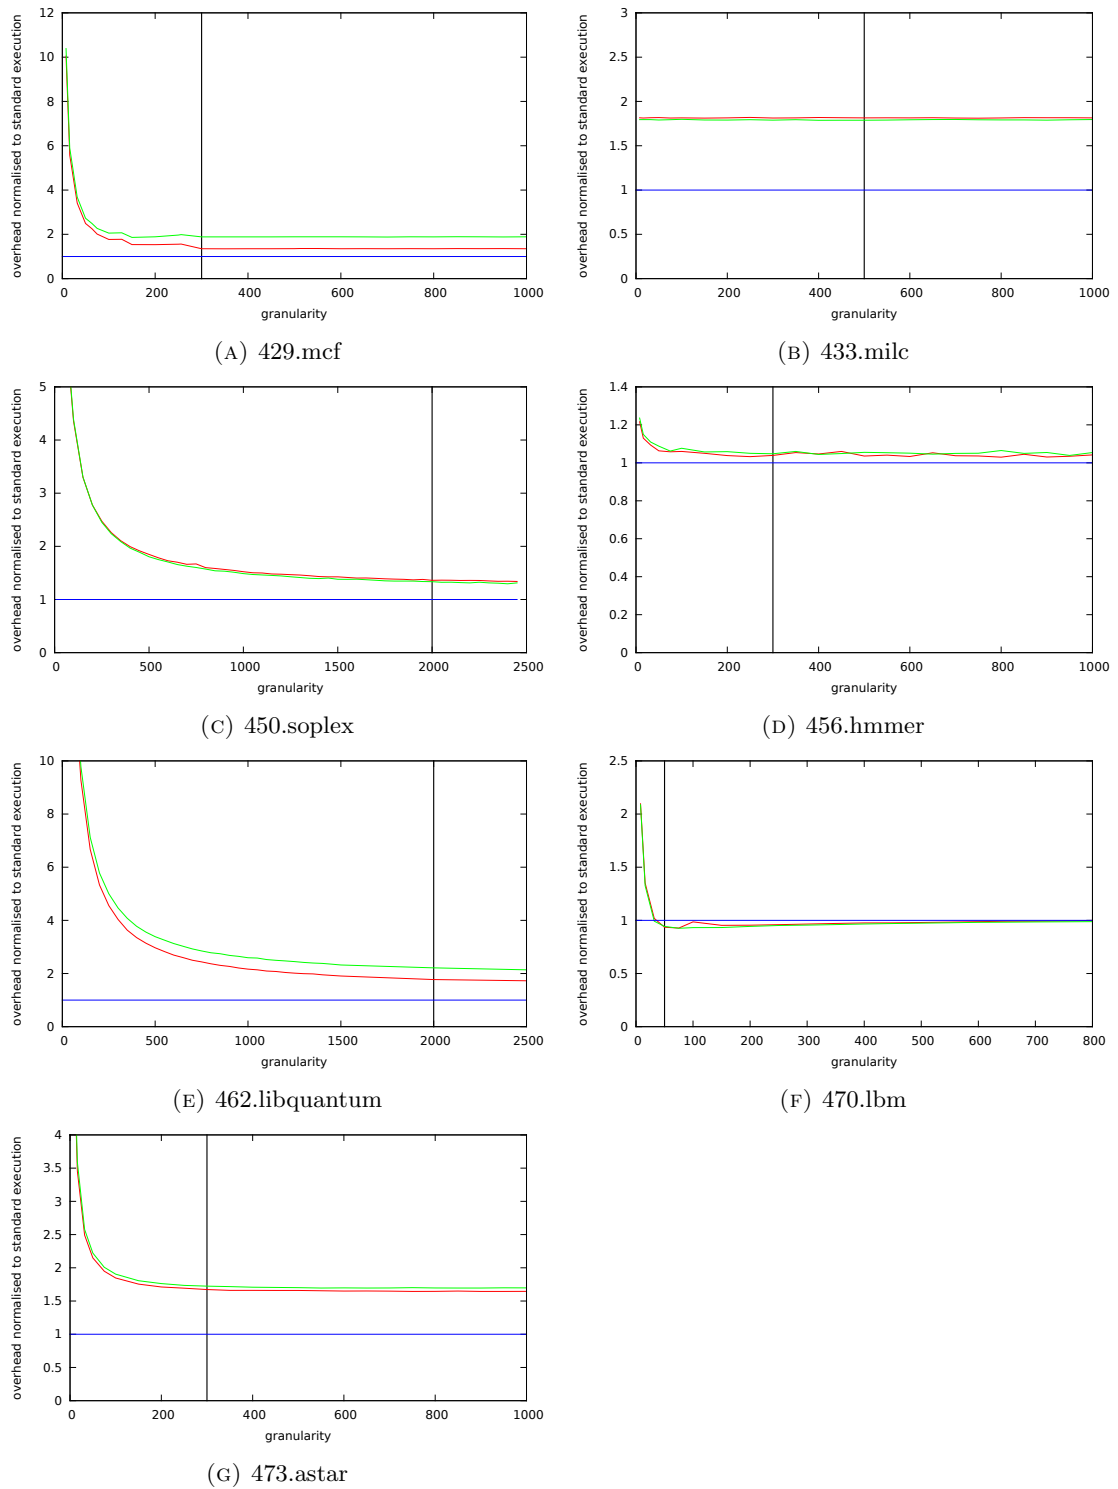 overhead normalised to standard execution
12
10
8
6
4
2
0
0 200 400 600 800 1000
granularity
(A) 429.mcf
overhead normalised to standard execution
3
2.5
2
1.5
1
0.5
0
0 200 400 600 800 1000
granularity
(B) 433.milc
overhead normalised to standard execution
5
4
3
2
1
0
0 500 1000 1500 2000 2500
granularity
(C) 450.soplex
overhead normalised to standard execution
1.4
1.2
1
0.8
0.6
0.4
0.2
0
0 200 400 600 800 1000
granularity
(D) 456.hmmer
overhead normalised to standard execution
10
8
6
4
2
0
0 500 1000 1500 2000 2500
granularity
(E) 462.libquantum
overhead normalised to standard execution
2.5
2
1.5
1
0.5
0
0 100 200 300 400 500 600 700 800
granularity
(F) 470.lbm
overhead normalised to standard execution
4
3.5
3
2.5
2
1.5
1
0.5
0
0 200 400 600 800 1000
granularity
(G) 473.astar